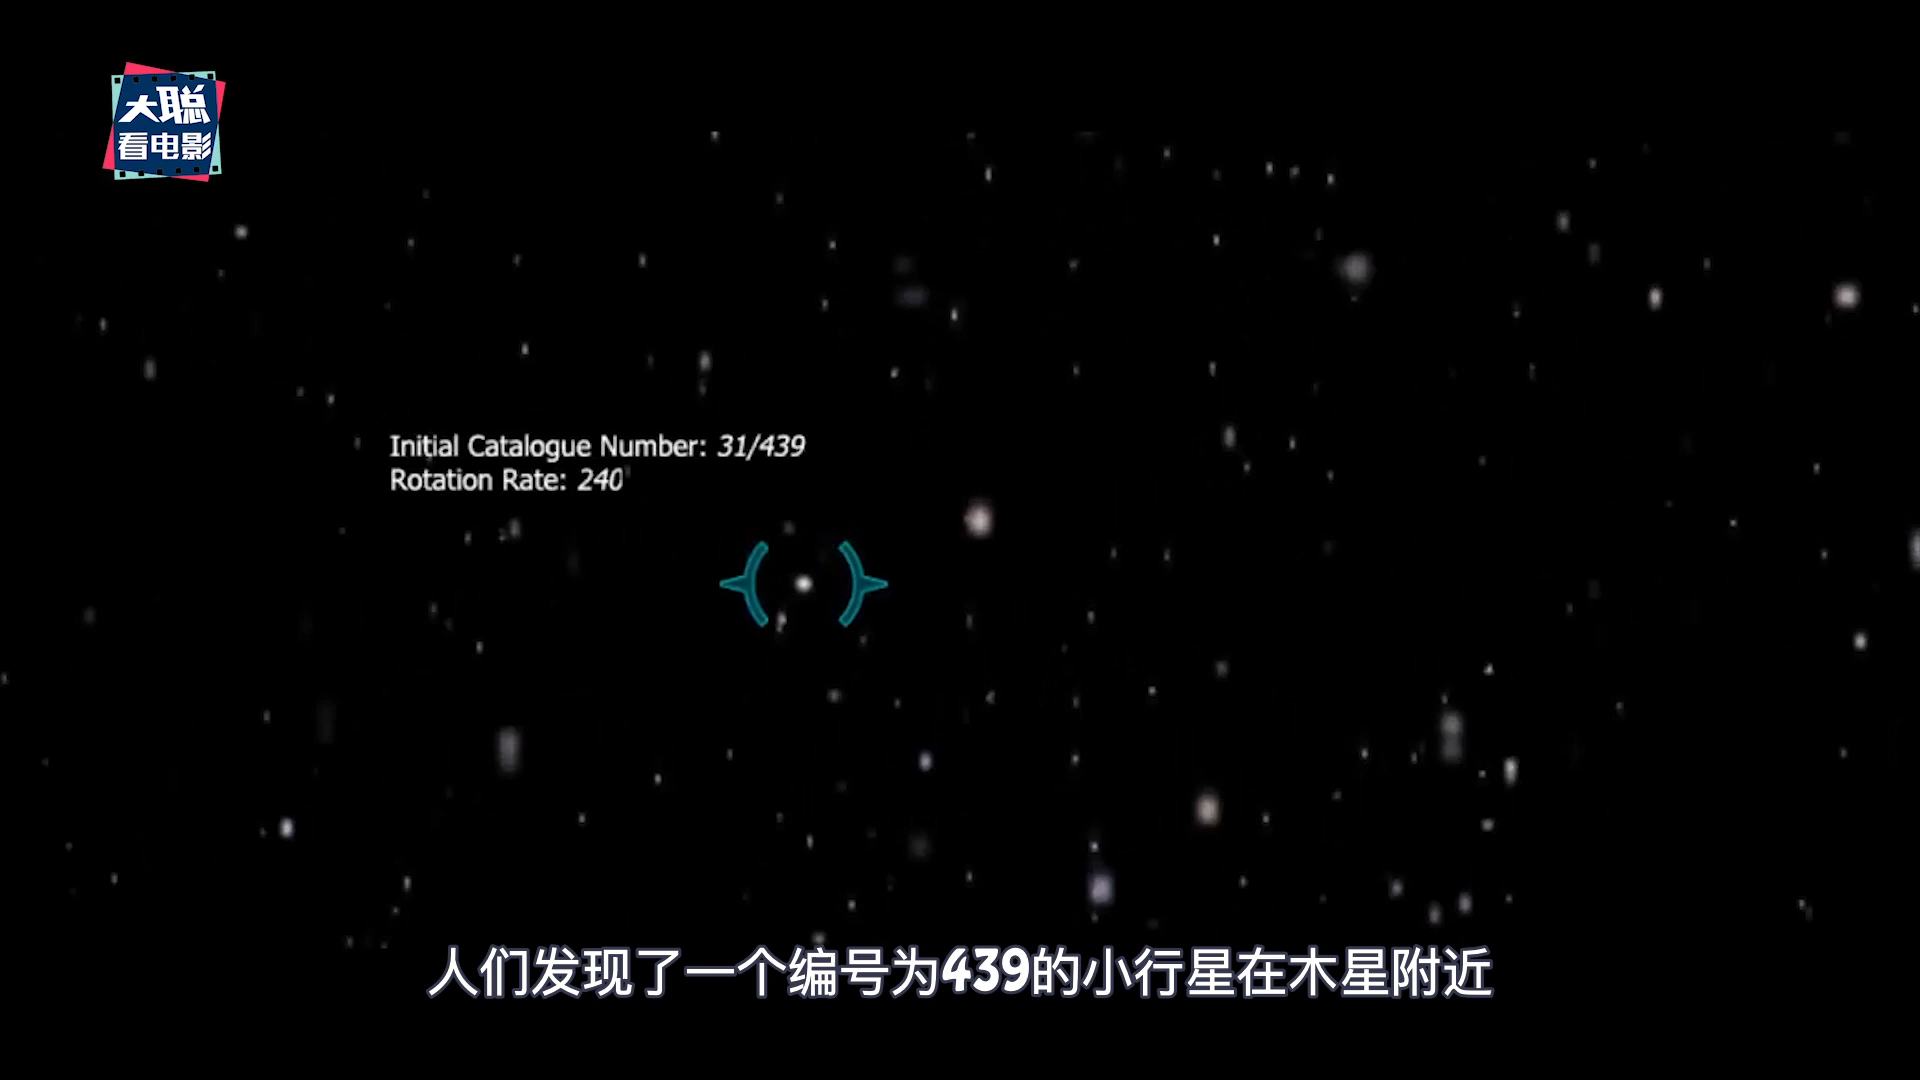 大聪
看电影
Initial Catalogue Number: 31/439
Rotation Rate: 240
人们发现了一个编号为439的小行星在木星附近